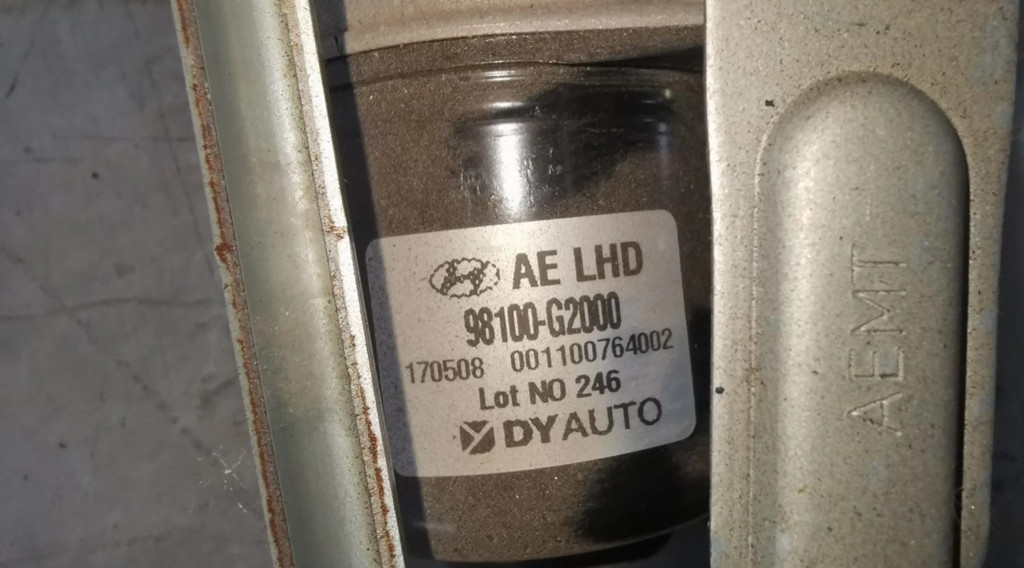 AE LHD
98100-G2000
170508 001100764002
Lot NO 246
DYAUTO
AEMT